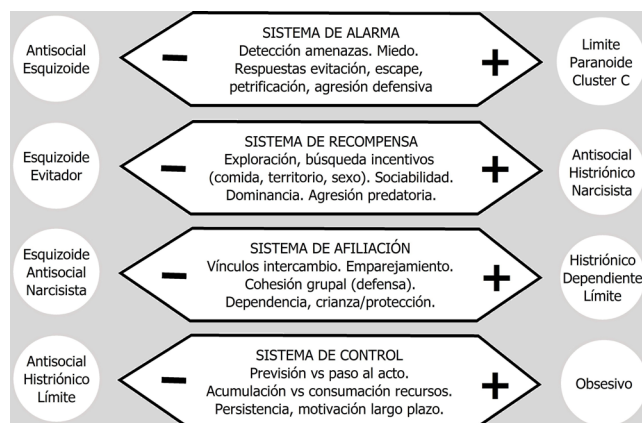 Antisocial
Esquizoide
−
SISTEMA DE ALARMA
Detección amenazas. Miedo.
Respuestas evitación, escape,
petrificación, agresión defensiva
+
Limite
Paranoide
Cluster C
Esquizoide
Evitador
−
SISTEMA DE RECOMPENSA
Exploración, búsqueda incentivos
(comida, territorio, sexo). Sociabilidad.
Dominancia. Agresión predatoria.
+
Antisocial
Histriónico
Narcisista
Esquizoide
Antisocial
Narcisista
−
SISTEMA DE AFILIACIÓN
Vínculos intercambio. Emparejamiento.
Cohesión grupal (defensa).
Dependencia, crianza/protección.
+
Histriónico
Dependiente
Límite
Antisocial
Histriónico
Límite
−
SISTEMA DE CONTROL
Previsión vs paso al acto.
Acumulación vs consumación recursos.
Persistencia, motivación largo plazo.
+
Obsesivo